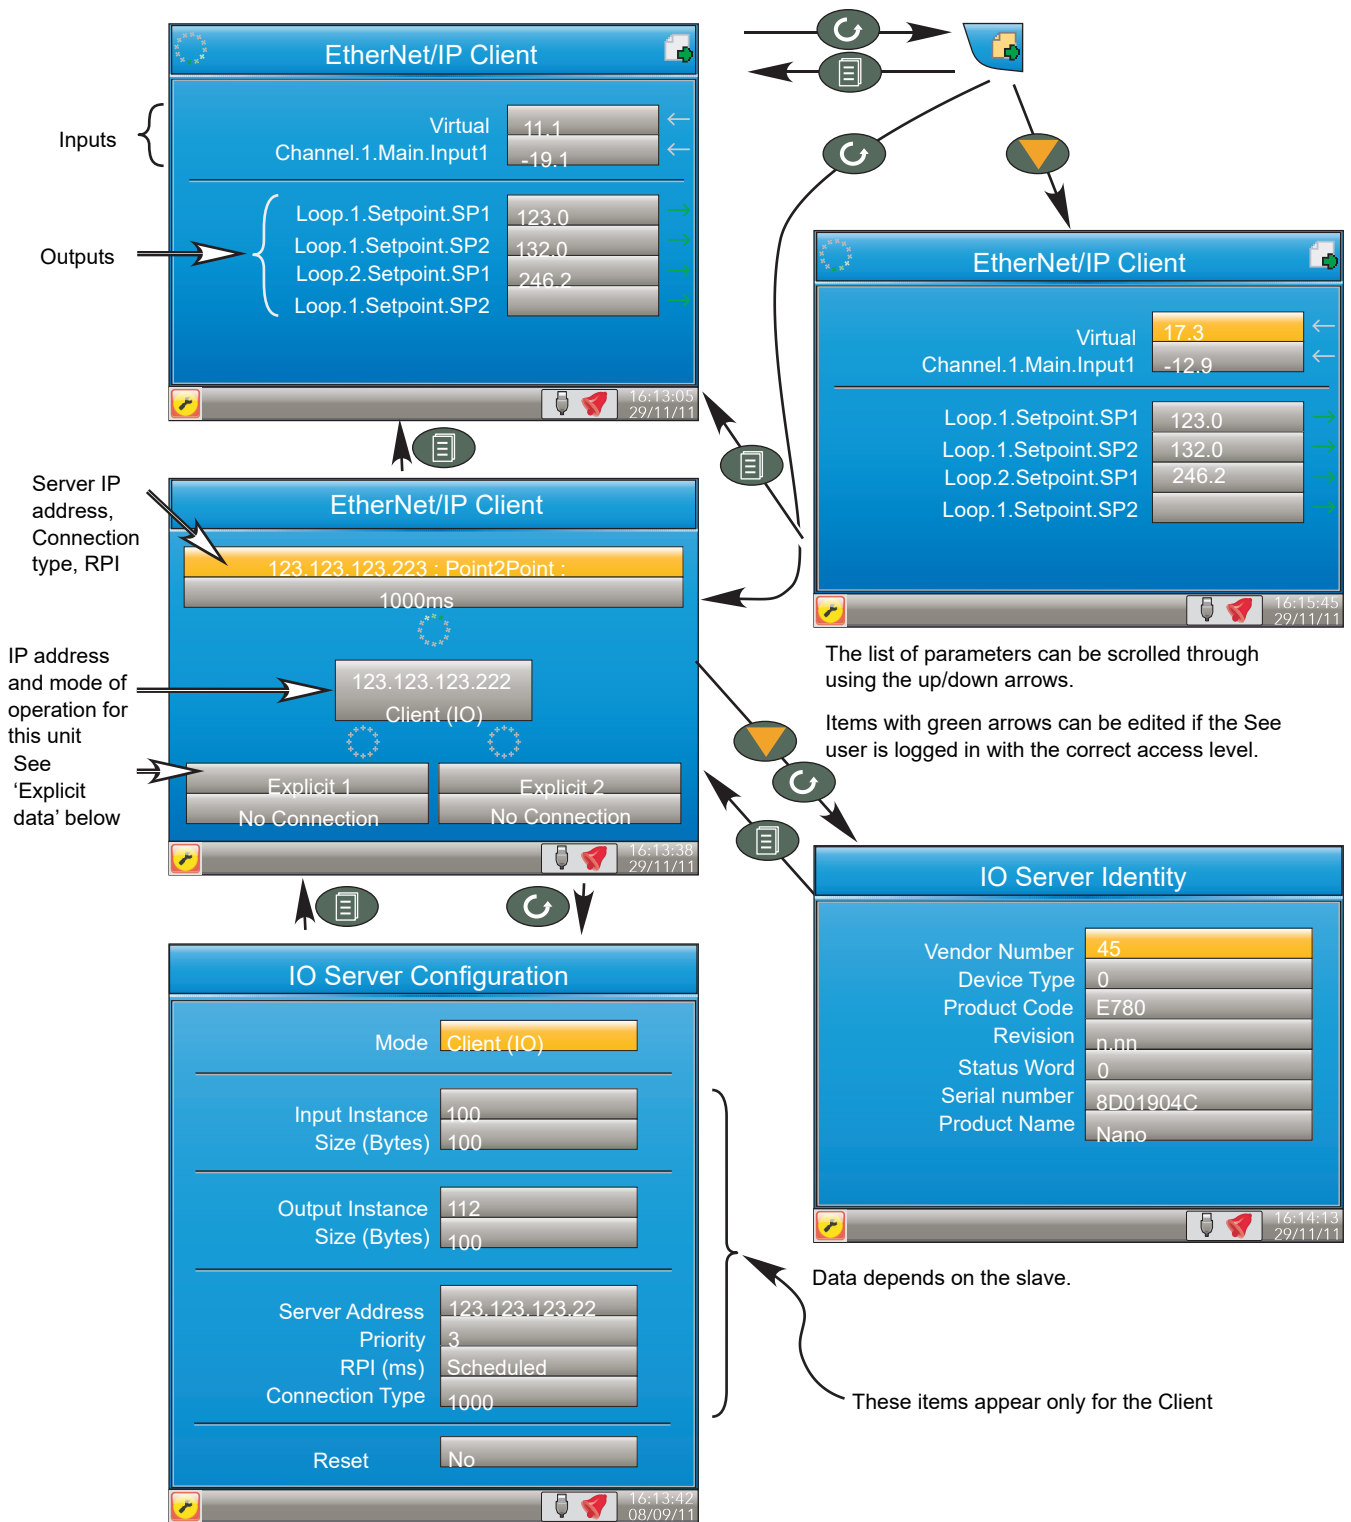 EtherNet/IP Client
Inputs
Virtual 11.1
Channel.1.Main.Input1 -19.1
Outputs
Loop.1.Setpoint.SP1 123.0
Loop.1.Setpoint.SP2 132.0
Loop.2.Setpoint.SP1 246.2
Loop.1.Setpoint.SP2
16:13:05
29/11/11
EtherNet/IP Client
Virtual 17.3
Channel.1.Main.Input1 -12.9
Loop.1.Setpoint.SP1 123.0
Loop.1.Setpoint.SP2 132.0
Loop.2.Setpoint.SP1 246.2
Loop.1.Setpoint.SP2
16:15:45
29/11/11
The list of parameters can be scrolled through
using the up/down arrows.
Items with green arrows can be edited if the See
user is logged in with the correct access level.
EtherNet/IP Client
Server IP
address,
Connection
type, RPI
123.123.123.223 : Point2Point :
1000ms
IP address
and mode of
operation for
this unit
123.123.123.222
Client (IO)
See
‘Explicit
data’ below
Explicit 1
No Connection
Explicit 2
No Connection
16:13:38
29/11/11
IO Server Identity
Vendor Number 45
Device Type 0
Product Code E780
Revision n.nn
Status Word 0
Serial number 8D01904C
Product Name Nano
16:14:13
29/11/11
Data depends on the slave.
IO Server Configuration
Mode Client (IO)
Input Instance 100
Size (Bytes) 100
Output Instance 112
Size (Bytes) 100
Server Address 123.123.123.22
Priority 3
RPI (ms) Scheduled
Connection Type 1000
Reset No
16:13:42
08/09/11
These items appear only for the Client